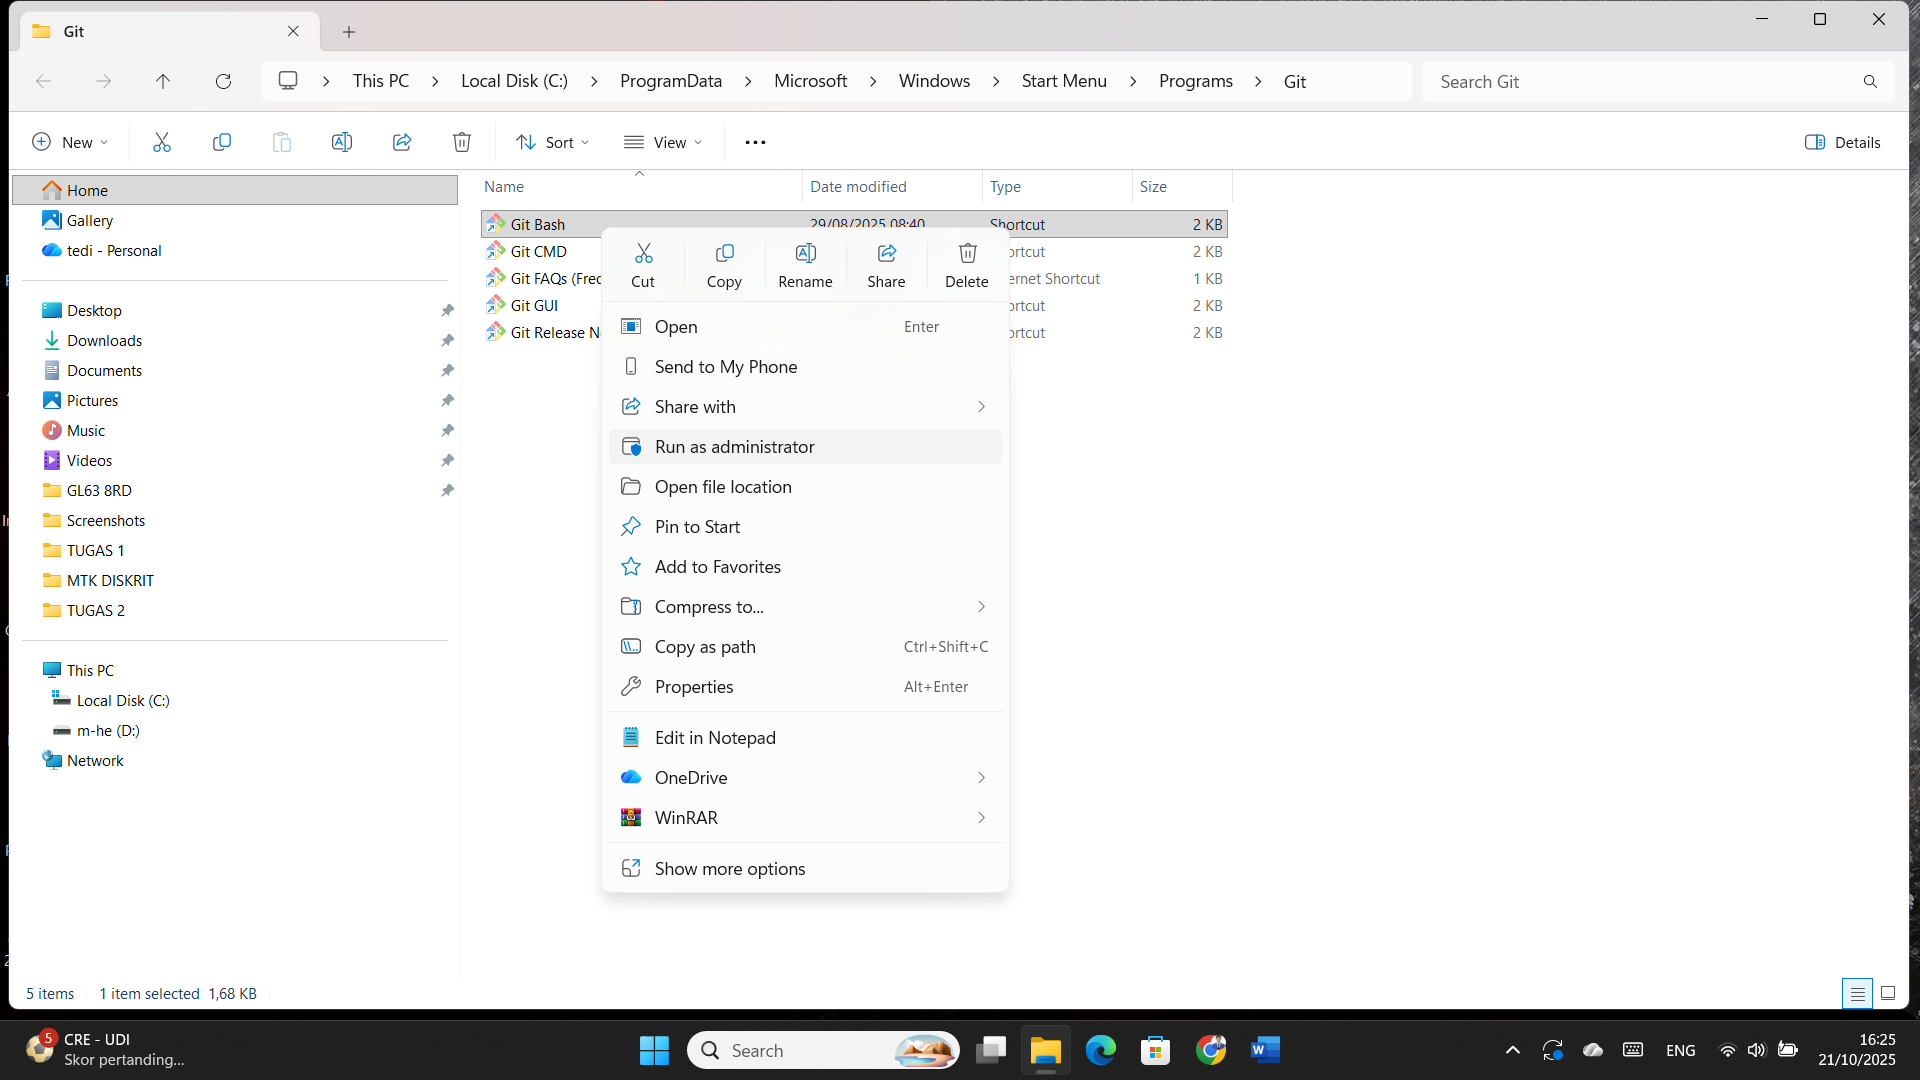 Git
This PC
Local Disk (C:)
ProgramData
Microsoft
Windows
Start Menu
Programs
Git
Search Git
New
Sort
View
Details
Home
Gallery
tedi - Personal
Desktop
Downloads
Documents
Pictures
Music
Videos
GL63 8RD
Screenshots
TUGAS 1
MTK DISKRIT
TUGAS 2
This PC
Local Disk (C:)
m-he (D:)
Network
Name Date modified Type Size
Git Bash 29/08/2025 08:40 Shortcut 2 KB
Git CMD ortcut 2 KB
Git FAQs (Frec ernet Shortcut 1 KB
Git GUI ortcut 2 KB
Git Release N ortcut 2 KB
Cut Copy Rename Share Delete
Open Enter
Send to My Phone
Share with
Run as administrator
Open file location
Pin to Start
Add to Favorites
Compress to...
Copy as path Ctrl+Shift+C
Properties Alt+Enter
Edit in Notepad
OneDrive
WinRAR
Show more options
5 items 1 item selected 1,68 KB
5
CRE - UDI
Skor pertanding...
Search
ENG
16:25
21/10/2025